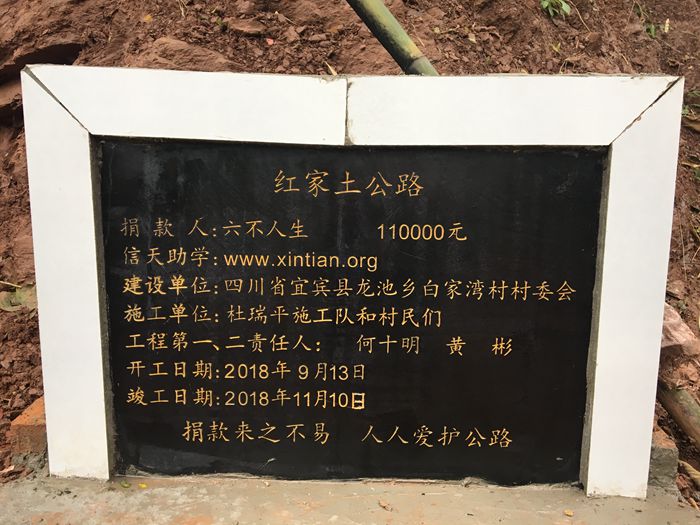 红家土公路
捐款人:六不人生 110000元
信天助学:www.xintian.org
建设单位:四川省宜宾县龙池乡白家湾村村委会
施工单位:杜瑞平施工队和村民们
工程第一、二责任人: 何十明 黄 彬
开工日期:2018年9月13日
竣工日期:2018年11月10日
捐款来之不易 人人爱护公路